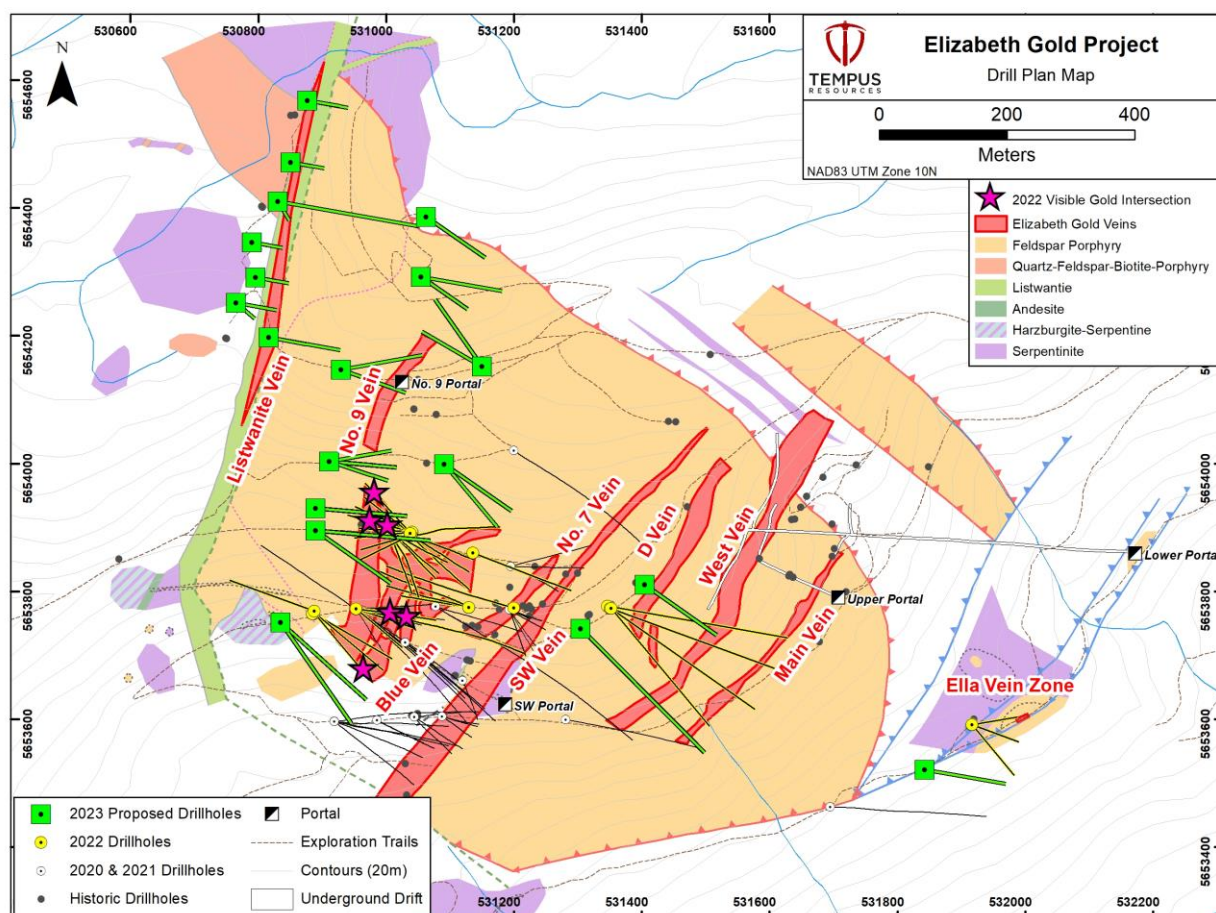 530600
530800
531000
531200
531400
531600
Elizabeth Gold Project
Drill Plan Map
TEMPUS
RESOURCES
0
200
400
Meters
NAD83 UTM Zone 10N
N
2022 Visible Gold Intersection
Elizabeth Gold Veins
Feldspar Porphyry
Quartz-Feldspar-Biotite-Porphyry
Listwantie
Andesite
Harzburgite-Serpentine
Serpentinite
5654600
5654400
5654200
5654000
5653800
5653600
Listwanite Vein
No. 9 Vein
No. 9 Portal
No. 7 Vein
D Vein
West Vein
Main Vein
Blue Vein
SW Vein
SW Portal
Upper Portal
Lower Portal
Ella Vein Zone
5654000
5653800
5653600
5653400
2023 Proposed Drillholes
2022 Drillholes
2020 & 2021 Drillholes
Historic Drillholes
Portal
Exploration Trails
Contours (20m)
Underground Drift
531200
531400
531600
531800
532000
532200